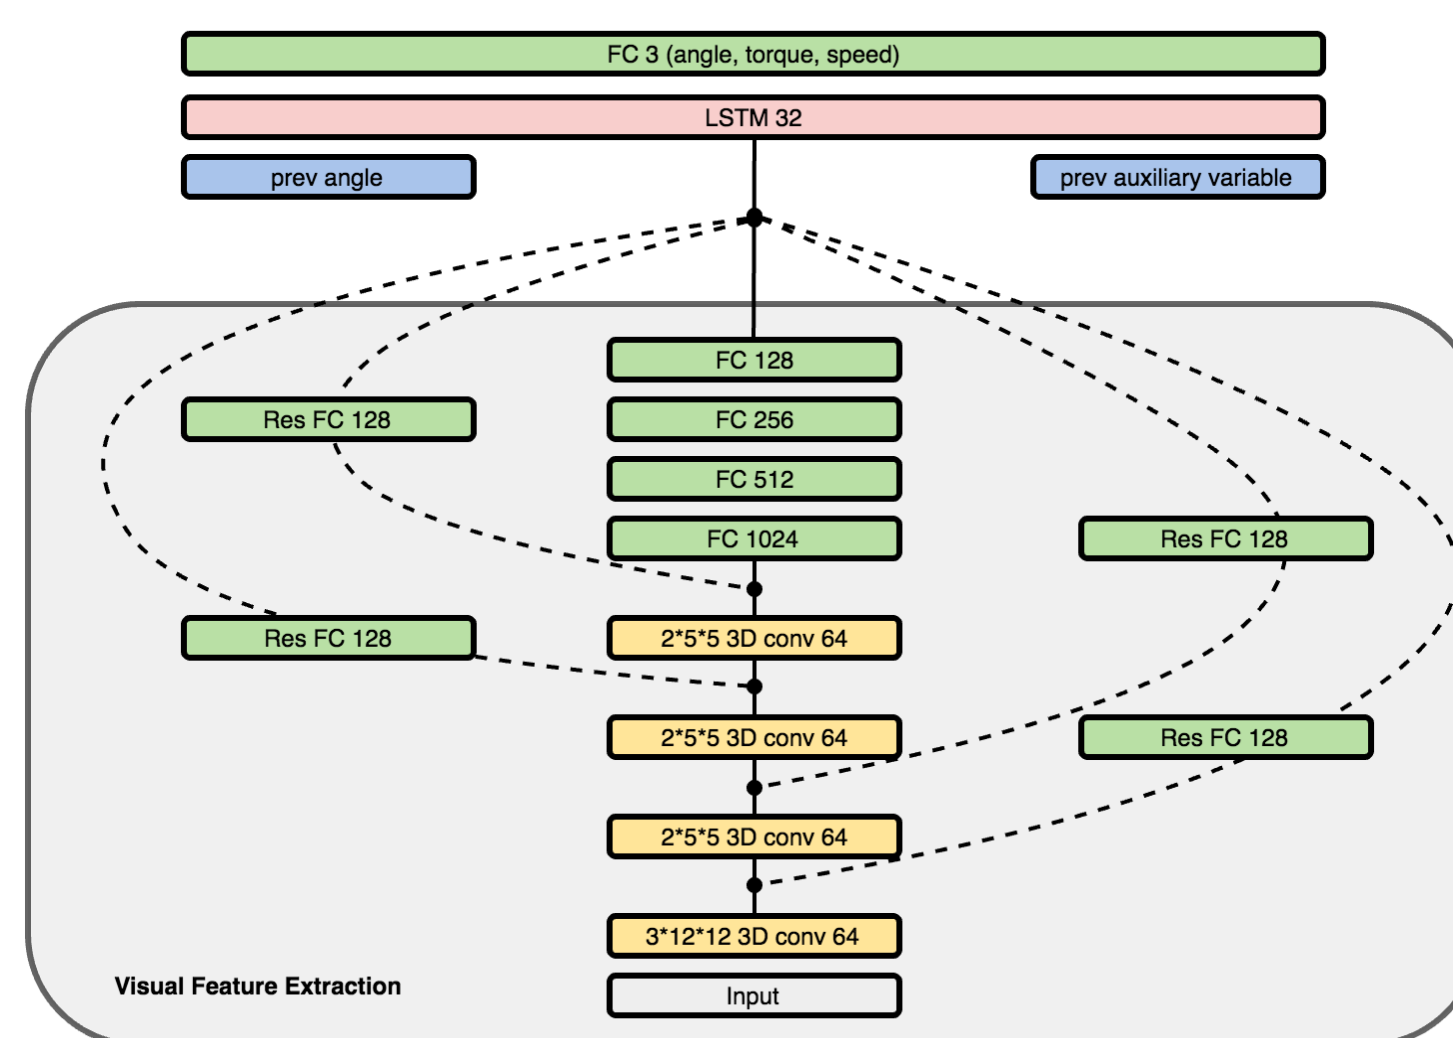 FC 3 (angle, torque, speed)
LSTM 32
prev angle
prev auxiliary variable
FC 128
Res FC 128
FC 256
FC 512
FC 1024
Res FC 128
Res FC 128
2*5*5 3D conv 64
2*5*5 3D conv 64
Res FC 128
2*5*5 3D conv 64
3*12*12 3D conv 64
Visual Feature Extraction
Input